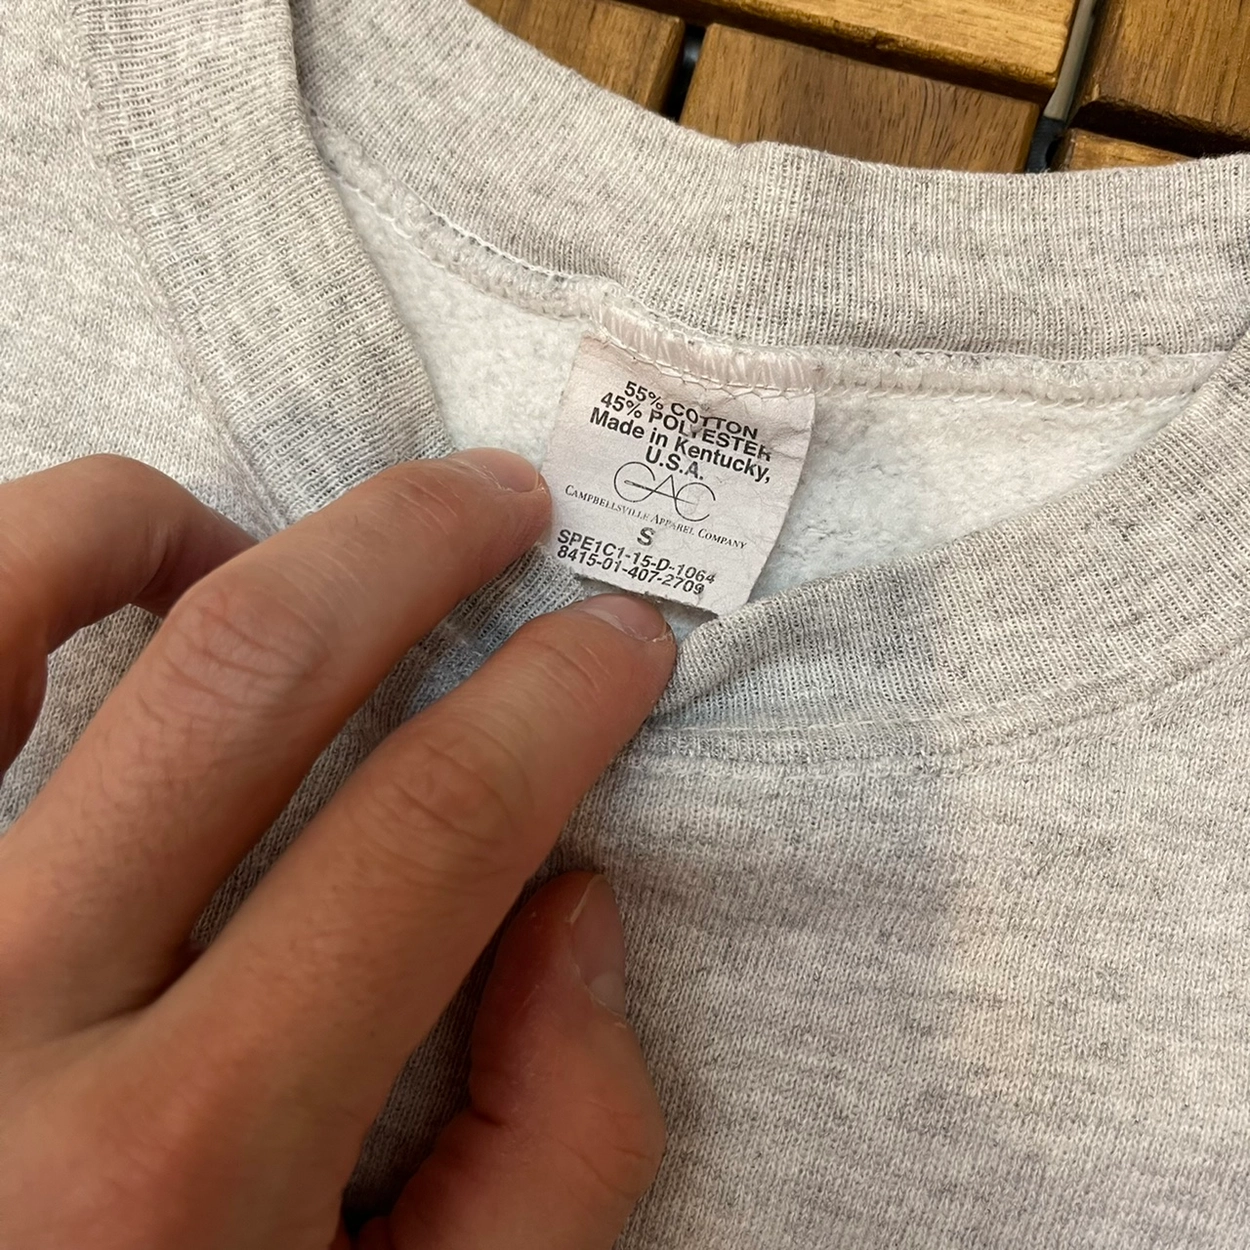 55% COTTON
45% POLYESTER
Made in Kentucky,
U.S.A.
CAC
CAMPBELLSVILLE APPAREL COMPANY
S
SPE1C1-15-D-1064
8415-01-407-2709